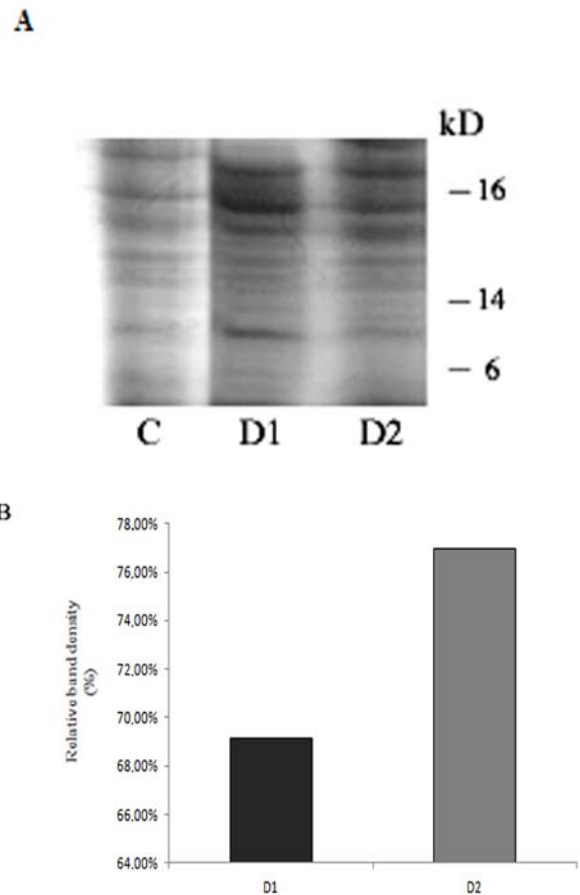 A
kD
– 16
– 14
– 6
C D1 D2
B
78,00%
76,00%
74,00%
72,00%
70,00%
68,00%
66,00%
64,00%
Relative band density
(%)
D1 D2